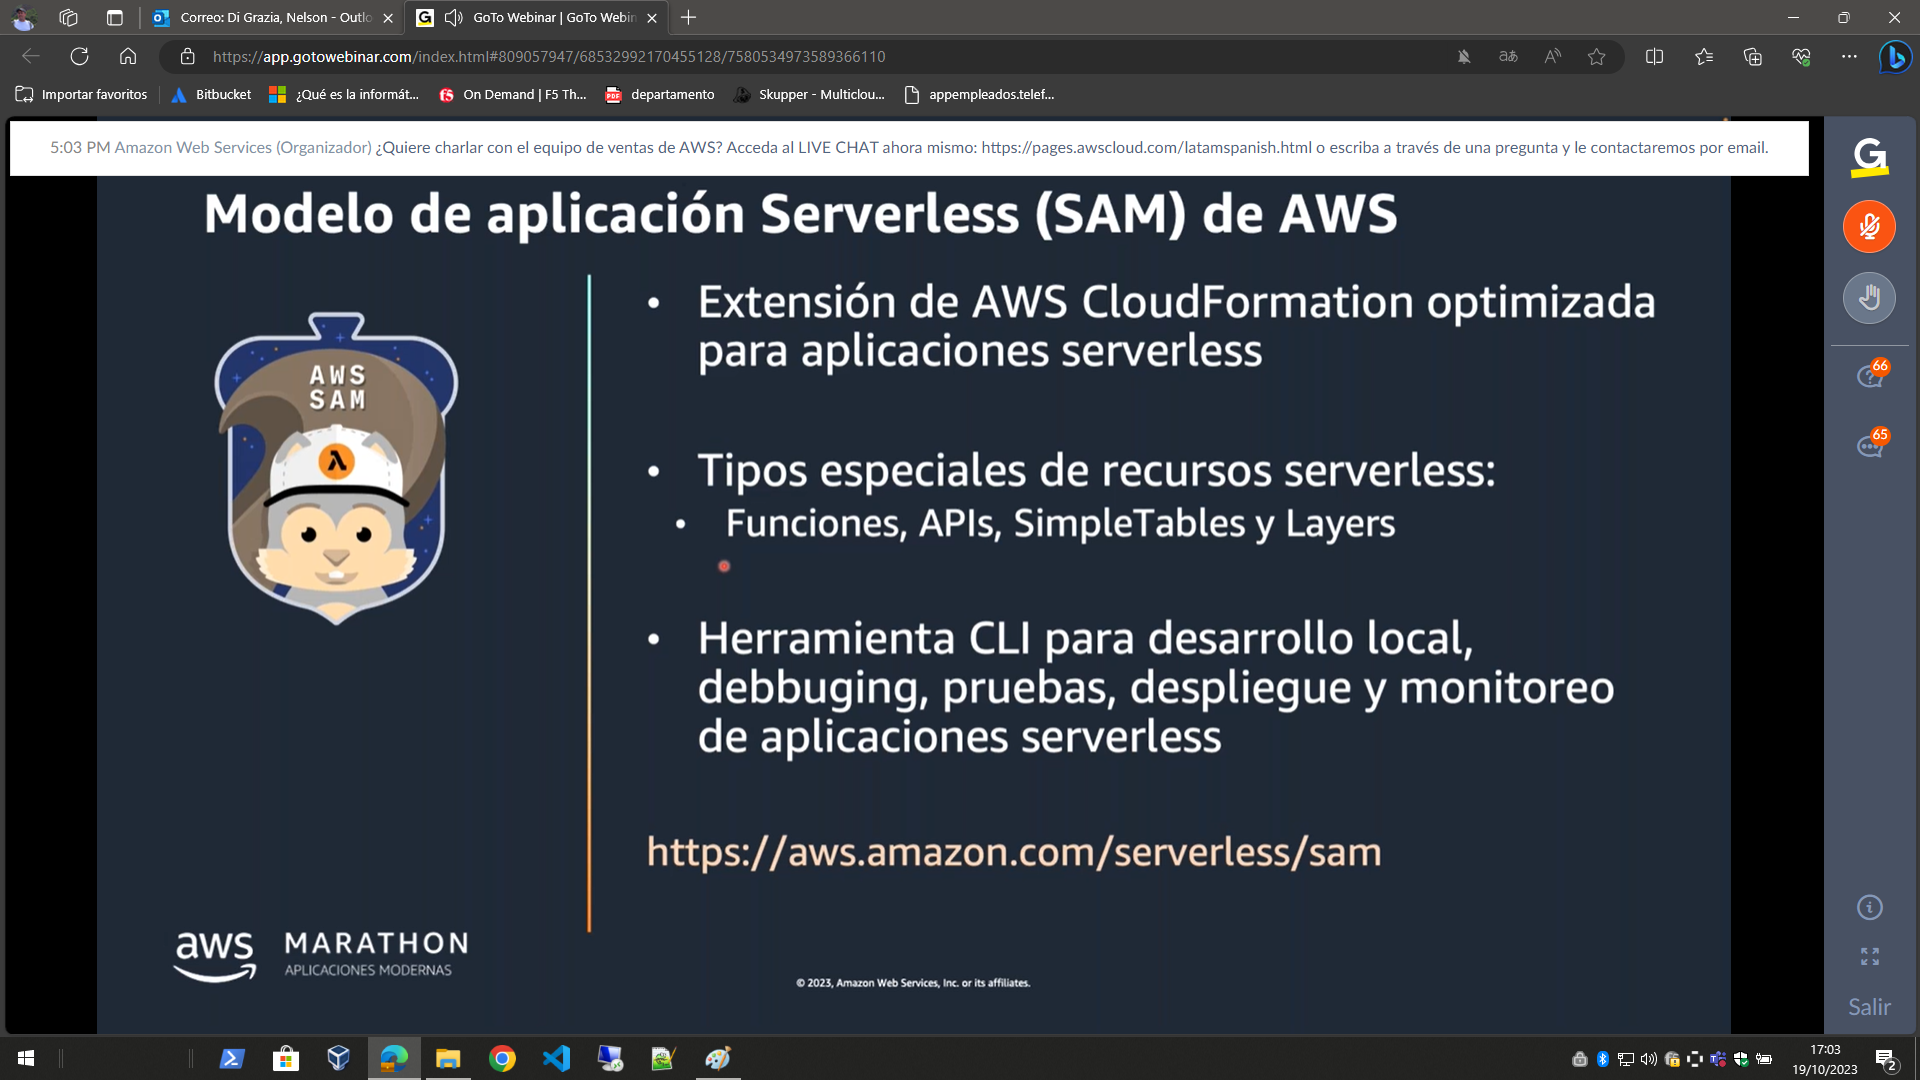 Correo: Di Grazia, Nelson - Outlo
GoTo Webinar | GoTo Webin
https://app.gotowebinar.com/index.html#809057947/68532992170455128/7580534973589366110
Importar favoritos
Bitbucket
¿Qué es la informát...
On Demand | F5 Th...
departamento
Skupper - Multiclou...
appempleados.telef...
5:03 PM Amazon Web Services (Organizador) ¿Quiere charlar con el equipo de ventas de AWS? Acceda al LIVE CHAT ahora mismo: https://pages.awscloud.com/latamspanish.html o escriba a través de una pregunta y le contactaremos por email.
Modelo de aplicación Serverless (SAM) de AWS
AWS
SAM
• Extensión de AWS CloudFormation optimizada
para aplicaciones serverless
• Tipos especiales de recursos serverless:
• Funciones, APIs, SimpleTables y Layers
• Herramienta CLI para desarrollo local,
debbuging, pruebas, despliegue y monitoreo
de aplicaciones serverless
https://aws.amazon.com/serverless/sam
aws
MARATHON
APLICACIONES MODERNAS
© 2023, Amazon Web Services, Inc. or its affiliates.
66
65
Salir
17:03
19/10/2023
2